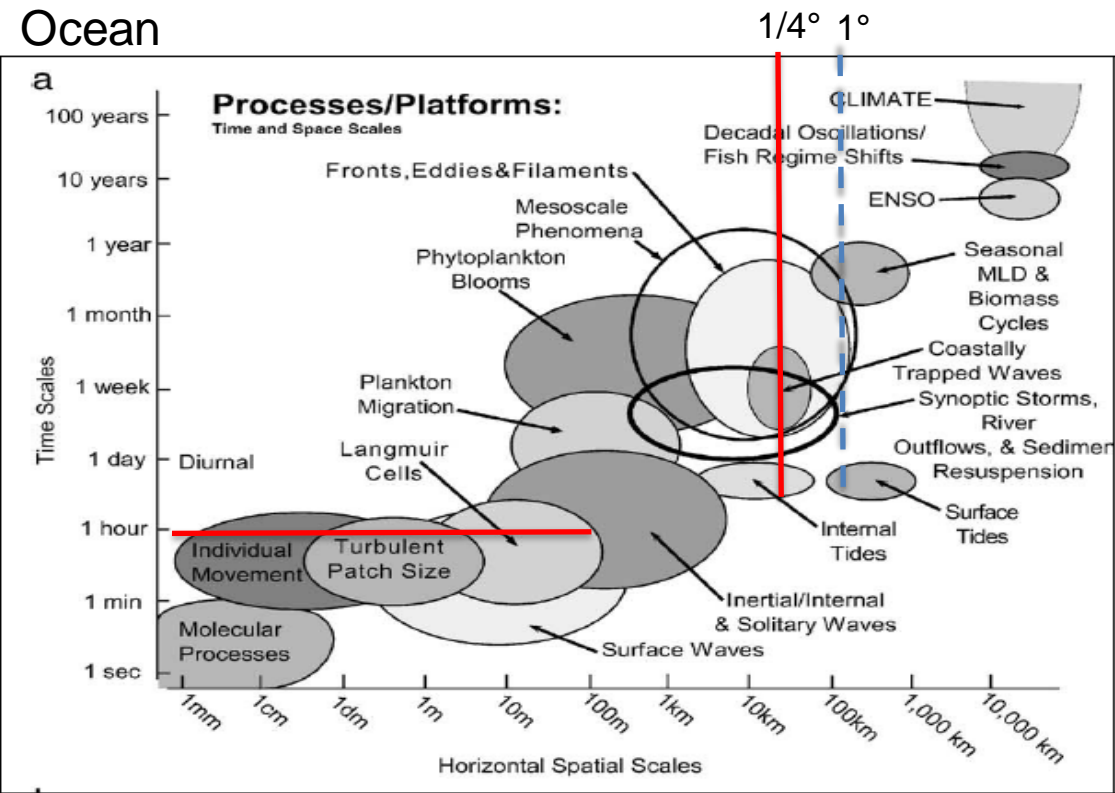 Ocean
1/4° 1°
a
Processes/Platforms:
Time and Space Scales
100 years
10 years
1 year
1 month
1 week
1 day
1 hour
1 min
1 sec
Time Scales
CLIMATE
Decadal Oscillations/
Fish Regime Shifts
ENSO
Fronts,Eddies&Filaments
Mesoscale
Phenomena
Phytoplankton
Blooms
Seasonal
MLD &
Biomass
Cycles
Coastally
Trapped Waves
Plankton
Migration
Synoptic Storms,
River
Outflows, & Sedimen
Resuspension
Langmuir
Cells
Diurnal
Surface
Tides
Internal
Tides
Individual
Movement
Turbulent
Patch Size
Inertial/Internal
& Solitary Waves
Molecular
Processes
Surface Waves
1mm
1cm
1dm
1m
10m
100m
1km
10km
100km
1,000 km
10,000 km
Horizontal Spatial Scales